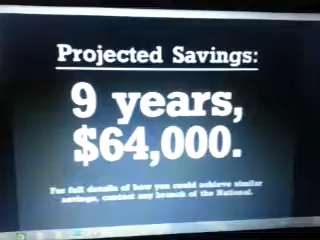 Projected Savings:
9 years,
$64,000.
For full details of how you could achieve similar
savings, contact any branch of the National.